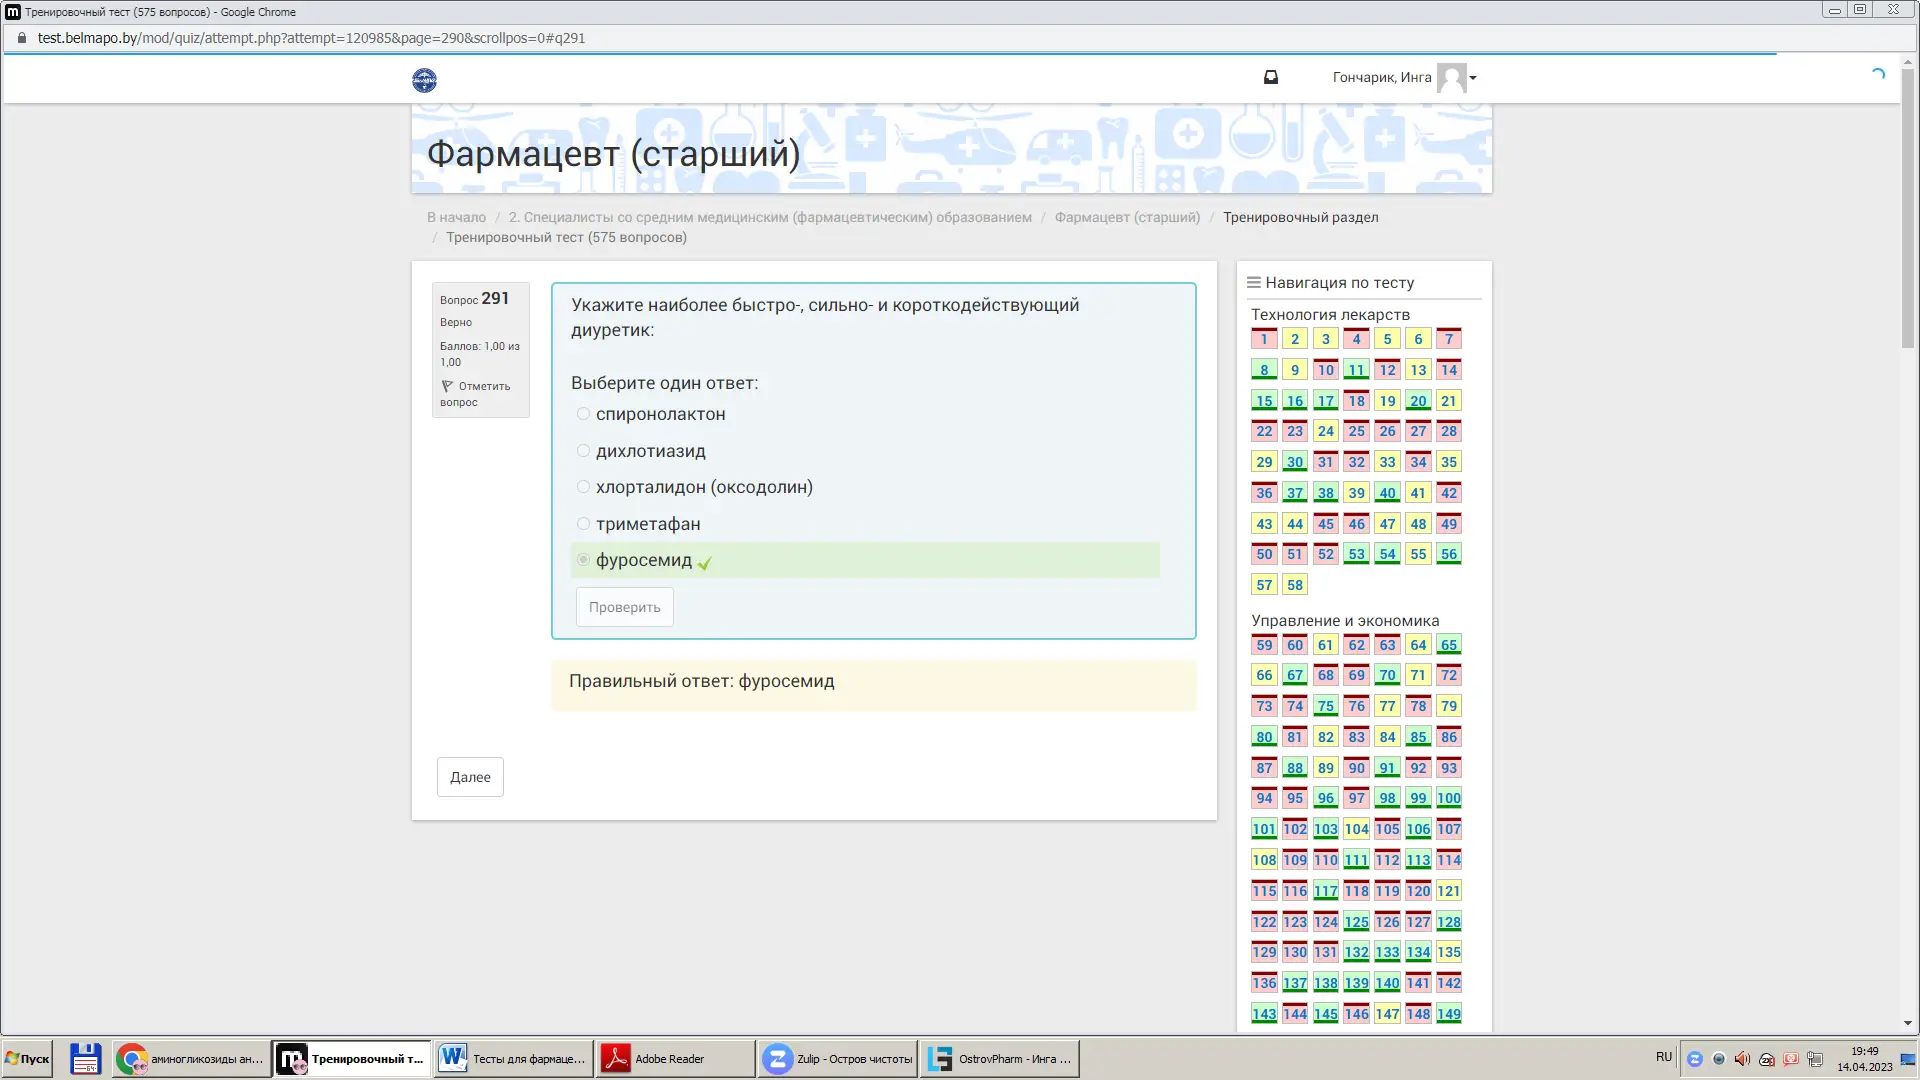 Тренировочный тест (575 вопросов) - Google Chrome
test.belmapo.by/mod/quiz/attempt.php?attempt=120985&page=290&scrollpos=0#q291
Гончарик, Инга
Фармацевт (старший)
В начало / 2. Специалисты со средним медицинским (фармацевтическим) образованием / Фармацевт (старший) / Тренировочный раздел
/ Тренировочный тест (575 вопросов)
Вопрос 291
Верно
Баллов: 1,00 из
1,00
Отметить
вопрос
Укажите наиболее быстро-, сильно- и короткодействующий
диуретик:
Выберите один ответ:
спиронолактон
дихлотиазид
хлорталидон (оксодолин)
триметафан
фуросемид
Проверить
Правильный ответ: фуросемид
Далее
Навигация по тесту
Технология лекарств
1 2 3 4 5 6 7
8 9 10 11 12 13 14
15 16 17 18 19 20 21
22 23 24 25 26 27 28
29 30 31 32 33 34 35
36 37 38 39 40 41 42
43 44 45 46 47 48 49
50 51 52 53 54 55 56
57 58
Управление и экономика
59 60 61 62 63 64 65
66 67 68 69 70 71 72
73 74 75 76 77 78 79
80 81 82 83 84 85 86
87 88 89 90 91 92 93
94 95 96 97 98 99 100
101 102 103 104 105 106 107
108 109 110 111 112 113 114
115 116 117 118 119 120 121
122 123 124 125 126 127 128
129 130 131 132 133 134 135
136 137 138 139 140 141 142
143 144 145 146 147 148 149
Пуск
аминогликозиды ан...
Тренировочный т...
Тесты для фармаце...
Adobe Reader
Zulip - Остров чистоты
OstrovPharm - Инга ...
RU
19:49
14.04.2023